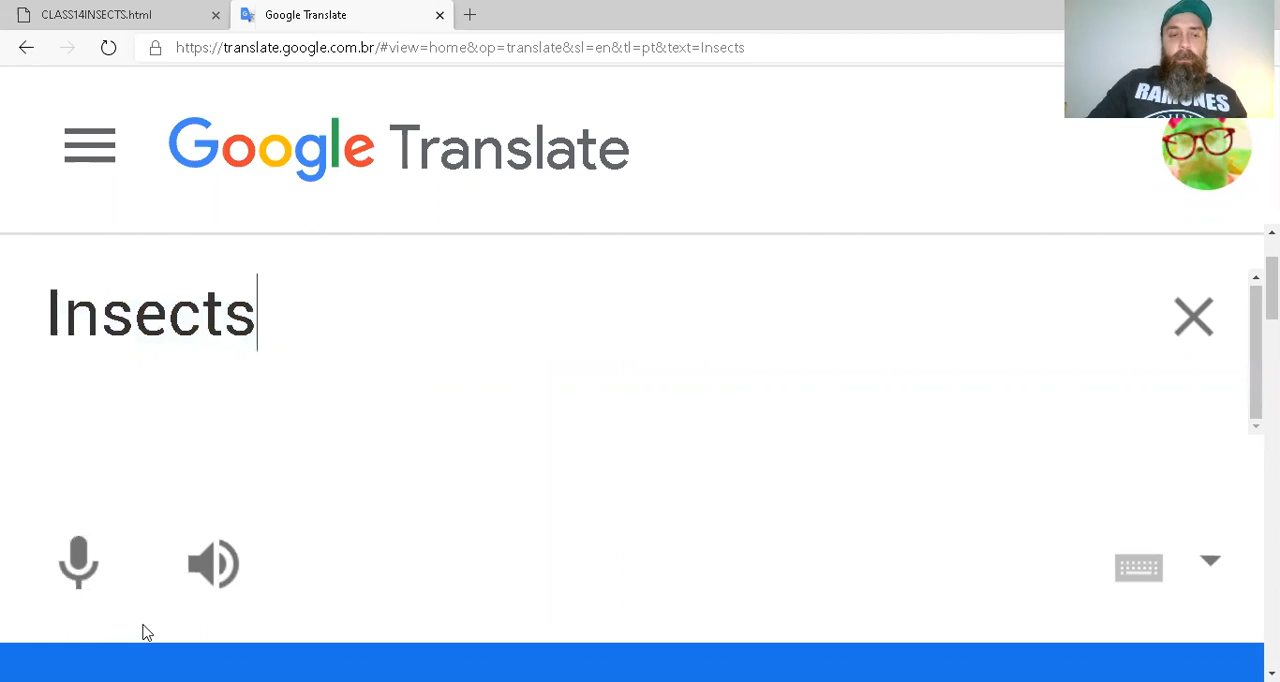 CLASS14INSECTS.html
Google Translate
https://translate.google.com.br/#view=home&op=translate&sl=en&tl=pt&text=Insects
RAMONES
Google Translate
Insects